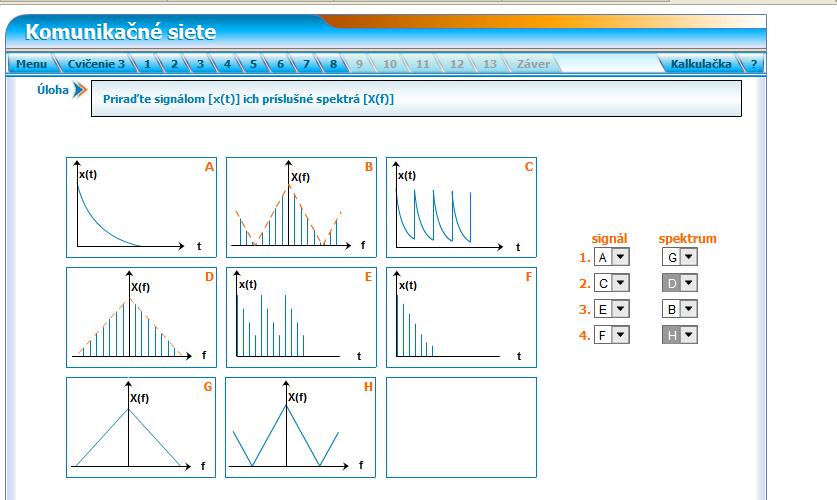 Komunikačné siete
Menu Cvičenie 3 1 2 3 4 5 6 7 8 9 10 11 12 13 Záver Kalkulačka ?
Úloha
Priraďte signálom [x(t)] ich príslušné spektrá [X(f)]
A
x(t)
t
B
X(f)
f
C
x(t)
t
signál spektrum
1. A G
2. C D
3. E B
4. F H
D
X(f)
f
E
x(t)
t
F
x(t)
t
G
X(f)
f
H
X(f)
f